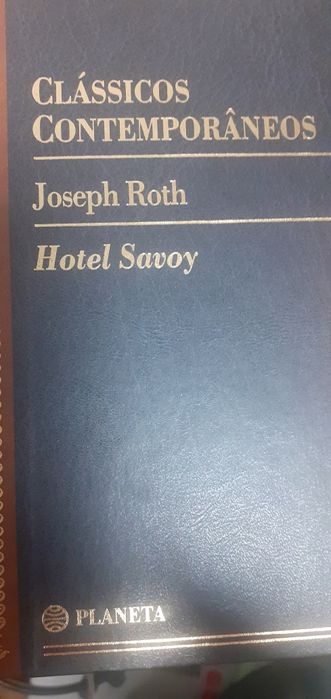 CLÁSSICOS
CONTEMPORÂNEOS
Joseph Roth
Hotel Savoy
PLANETA